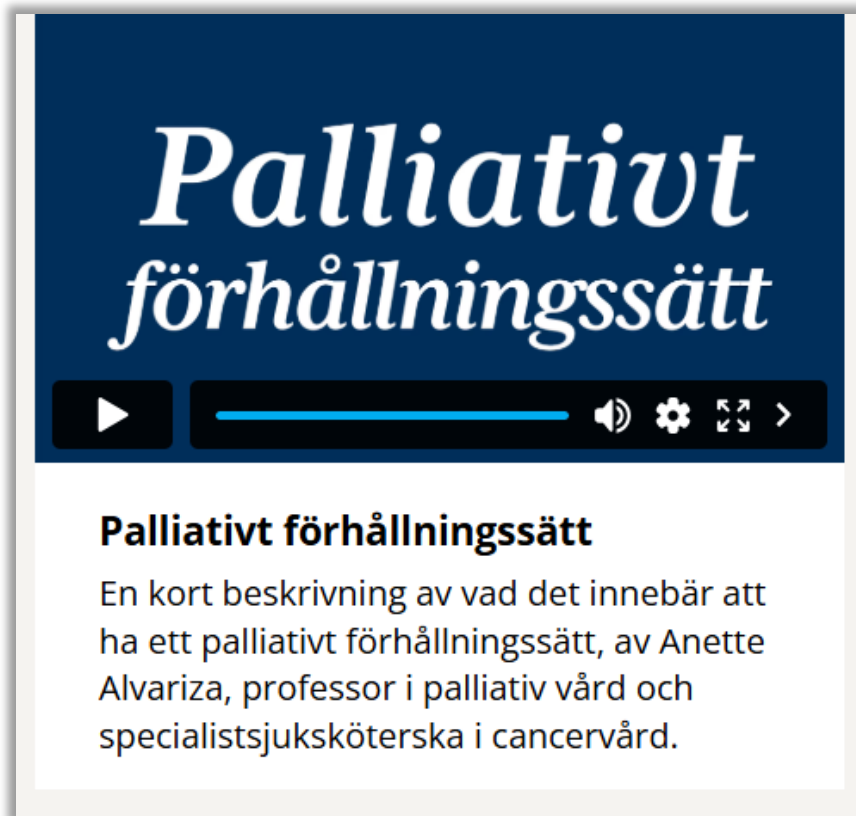 Palliativt
förhållningssätt
Palliativt förhållningssätt
En kort beskrivning av vad det innebär att
ha ett palliativt förhållningssätt, av Anette
Alvariza, professor i palliativ vård och
specialistsjuksköterska i cancervård.